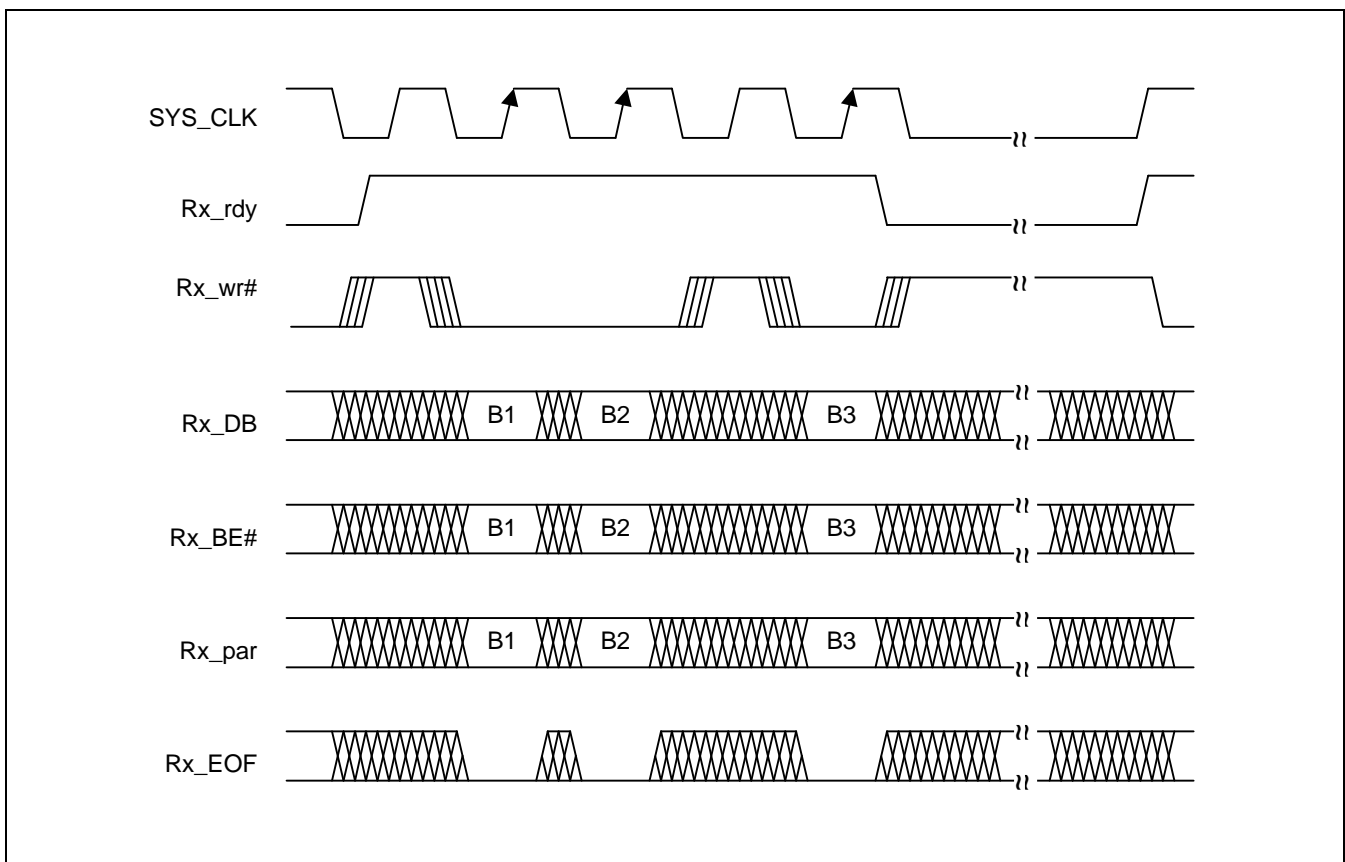 SYS_CLK
Rx_rdy
Rx_wr#
Rx_DB B1 B2 B3
Rx_BE# B1 B2 B3
Rx_par B1 B2 B3
Rx_EOF